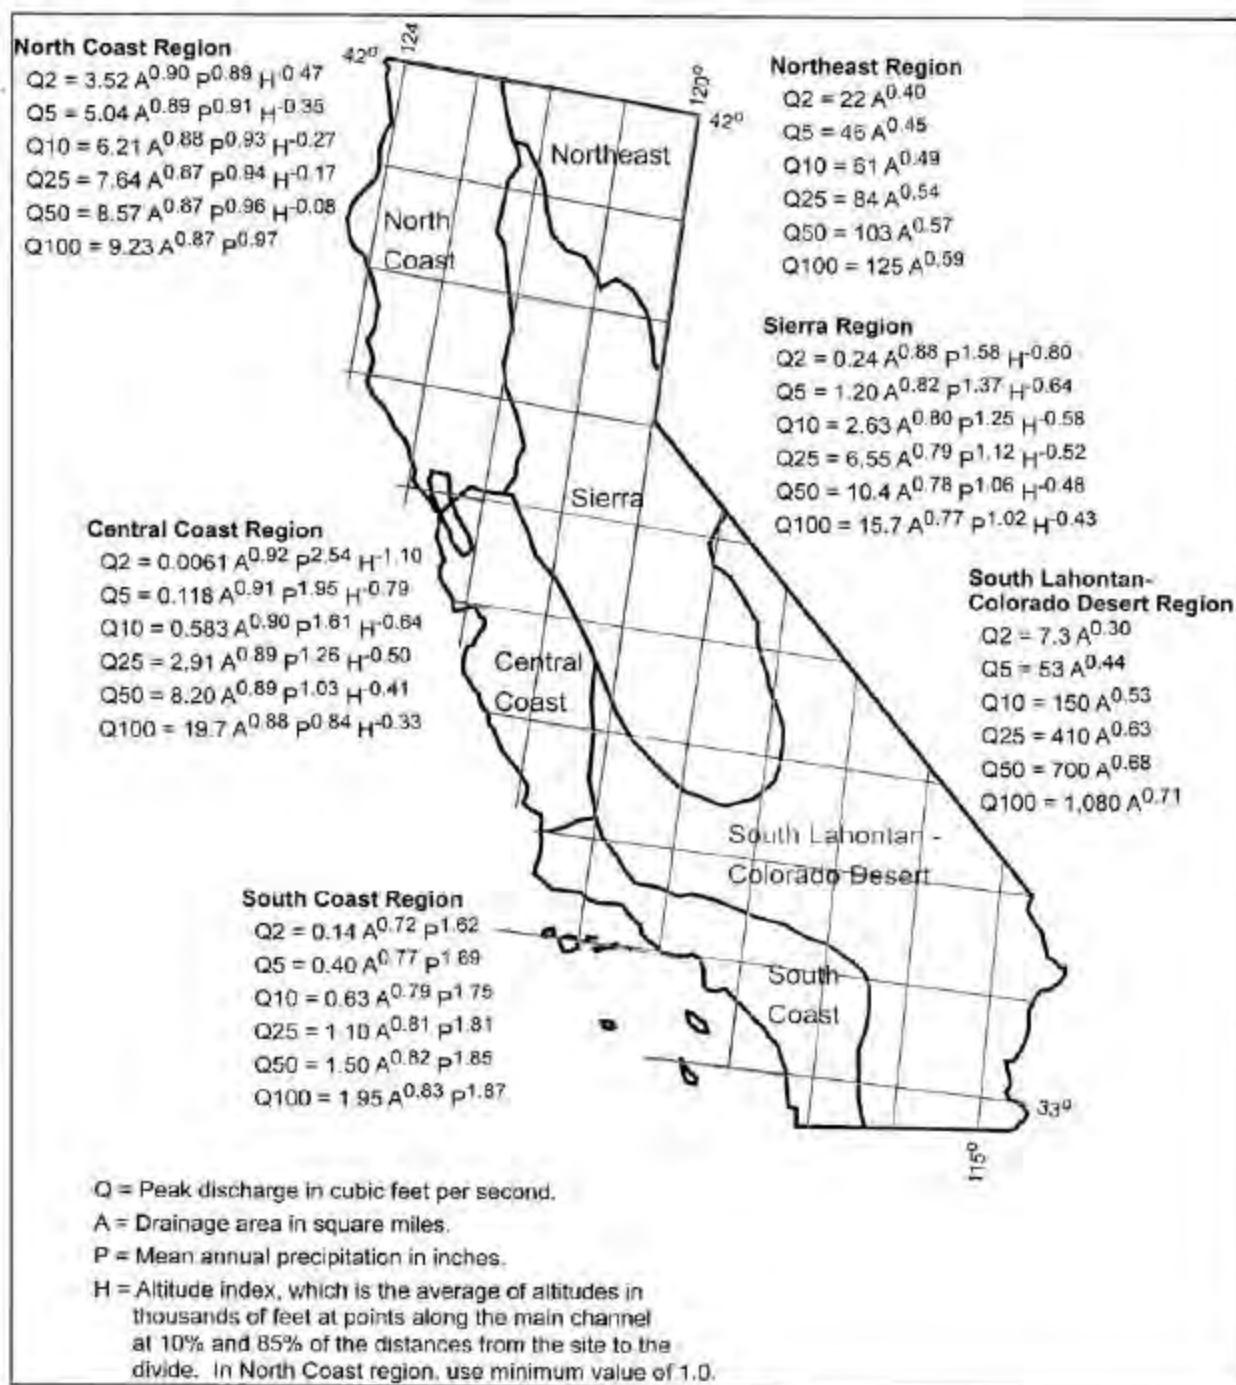 North Coast Region
Q2 = 3.52 A0.90 P0.89 H-0.47
Q5 = 5.04 A0.89 P0.91 H-0.35
Q10 = 6.21 A0.88 P0.93 H-0.27
Q25 = 7.64 A0.87 P0.94 H-0.17
Q50 = 8.57 A0.87 P0.96 H-0.08
Q100 = 9.23 A0.87 P0.97
42º
124
120º
42º
Northeast Region
Q2 = 22 A0.40
Q5 = 46 A0.45
Q10 = 61 A0.49
Q25 = 84 A0.54
Q50 = 103 A0.57
Q100 = 125 A0.59
Northeast
North
Coast
Sierra Region
Q2 = 0.24 A0.88 P1.58 H-0.80
Q5 = 1.20 A0.82 P1.37 H-0.64
Q10 = 2.63 A0.80 P1.25 H-0.58
Q25 = 6.55 A0.79 P1.12 H-0.52
Q50 = 10.4 A0.78 P1.06 H-0.48
Q100 = 15.7 A0.77 P1.02 H-0.43
Sierra
Central Coast Region
Q2 = 0.0061 A0.92 P2.54 H-1.10
Q5 = 0.118 A0.91 P1.95 H-0.79
Q10 = 0.583 A0.90 P1.61 H-0.64
Q25 = 2.91 A0.89 P1.26 H-0.50
Q50 = 8.20 A0.89 P1.03 H-0.41
Q100 = 19.7 A0.88 P0.84 H-0.33
Central
Coast
South Lahontan-
Colorado Desert Region
Q2 = 7.3 A0.30
Q5 = 53 A0.44
Q10 = 150 A0.53
Q25 = 410 A0.63
Q50 = 700 A0.68
Q100 = 1,080 A0.71
South Lahontan -
Colorado Desert
South Coast Region
Q2 = 0.14 A0.72 P1.62
Q5 = 0.40 A0.77 P1.69
Q10 = 0.63 A0.79 P1.75
Q25 = 1.10 A0.81 P1.81
Q50 = 1.50 A0.82 P1.85
Q100 = 1.95 A0.83 P1.87
South
Coast
33º
115º
Q = Peak discharge in cubic feet per second.
A = Drainage area in square miles.
P = Mean annual precipitation in inches.
H = Altitude index, which is the average of altitudes in
thousands of feet at points along the main channel
at 10% and 85% of the distances from the site to the
divide. In North Coast region, use minimum value of 1.0.